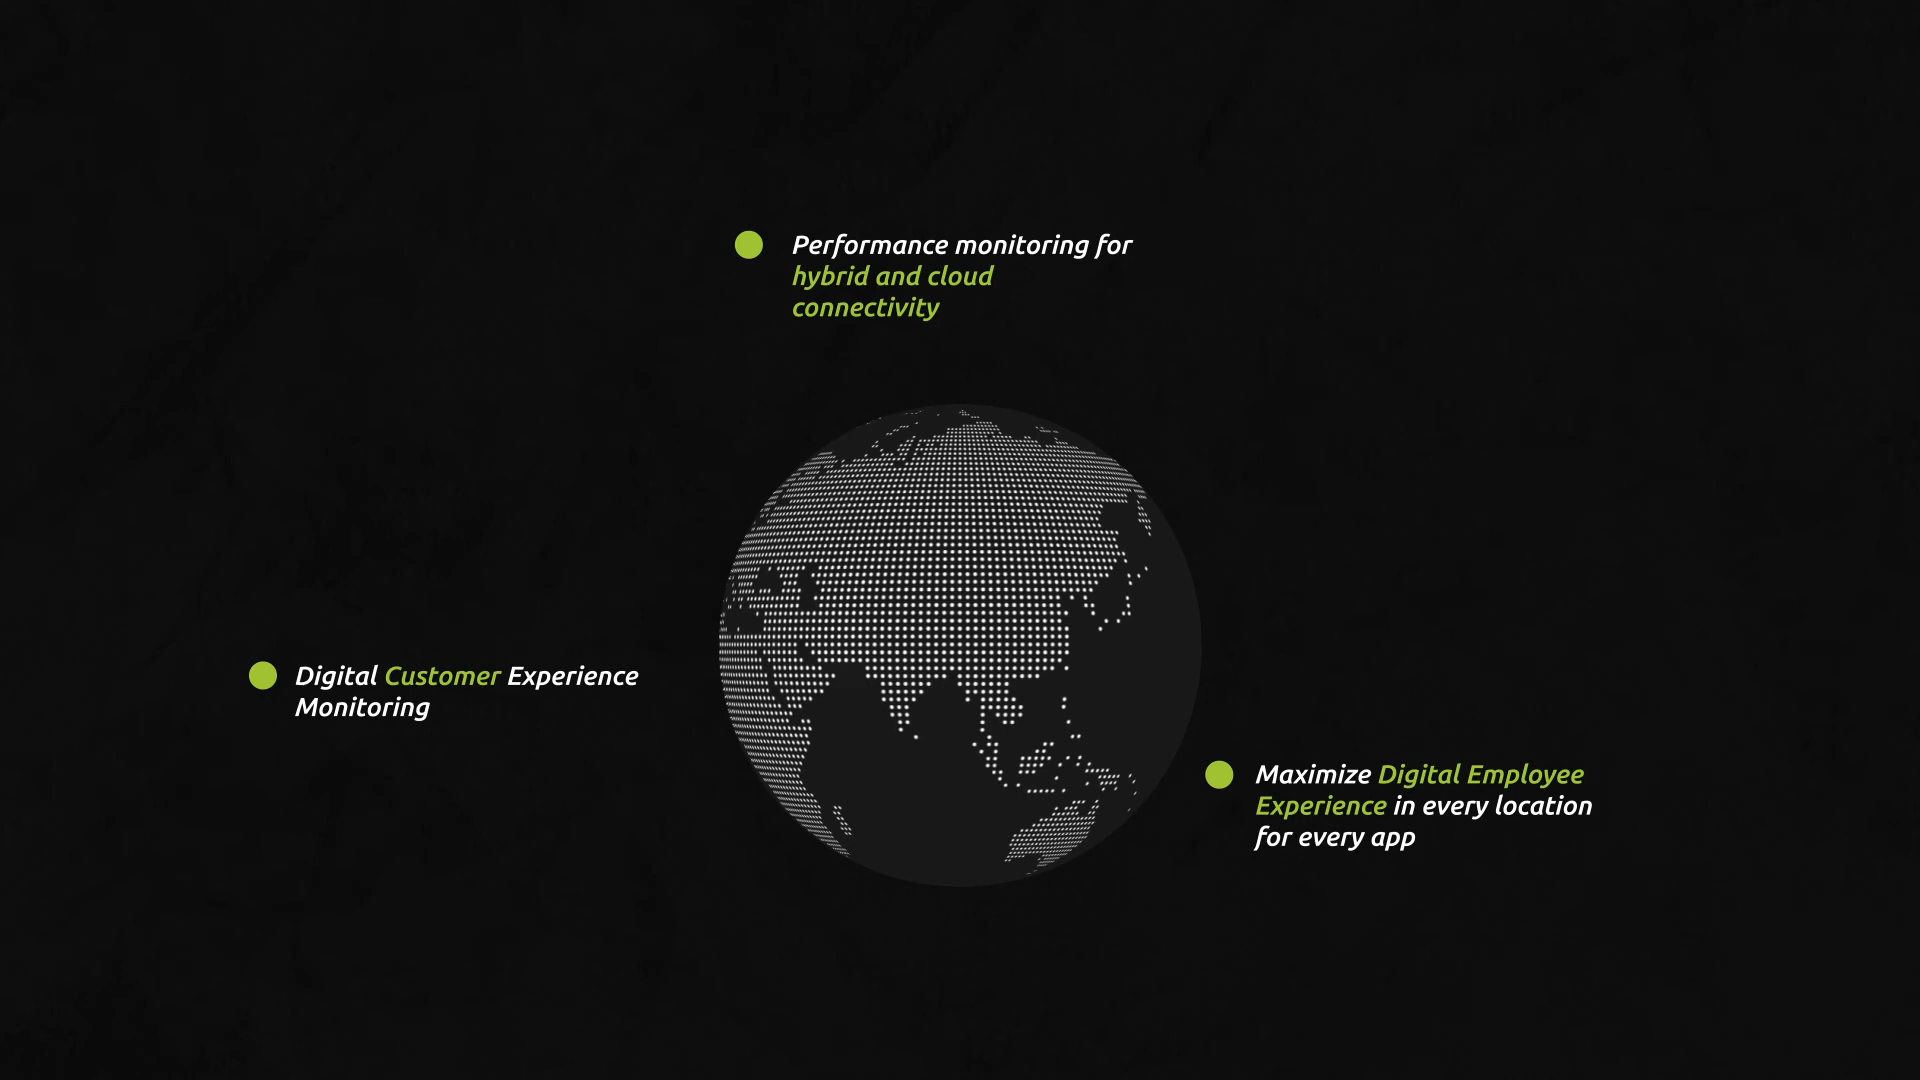 Performance monitoring for
hybrid and cloud
connectivity
Digital Customer Experience
Monitoring
Maximize Digital Employee
Experience in every location
for every app